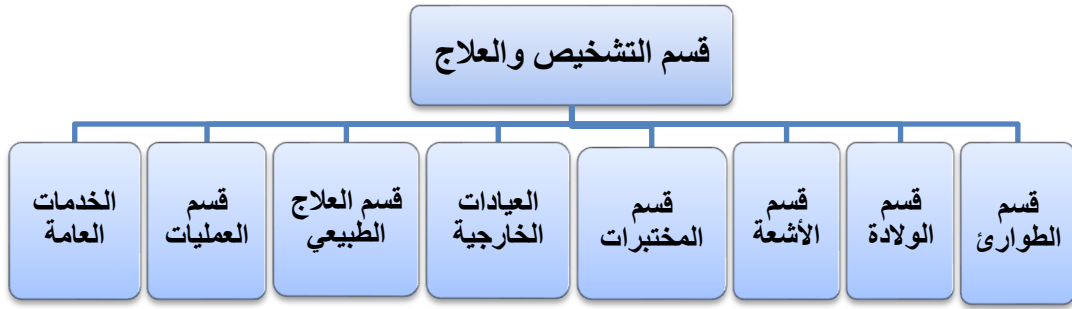 قسم التشخيص والعلاج
قسم
الطوارئ
قسم
الولادة
قسم
الأشعة
قسم
المختبرات
العيادات
الخارجية
قسم العلاج
الطبيعي
قسم
العمليات
الخدمات
العامة